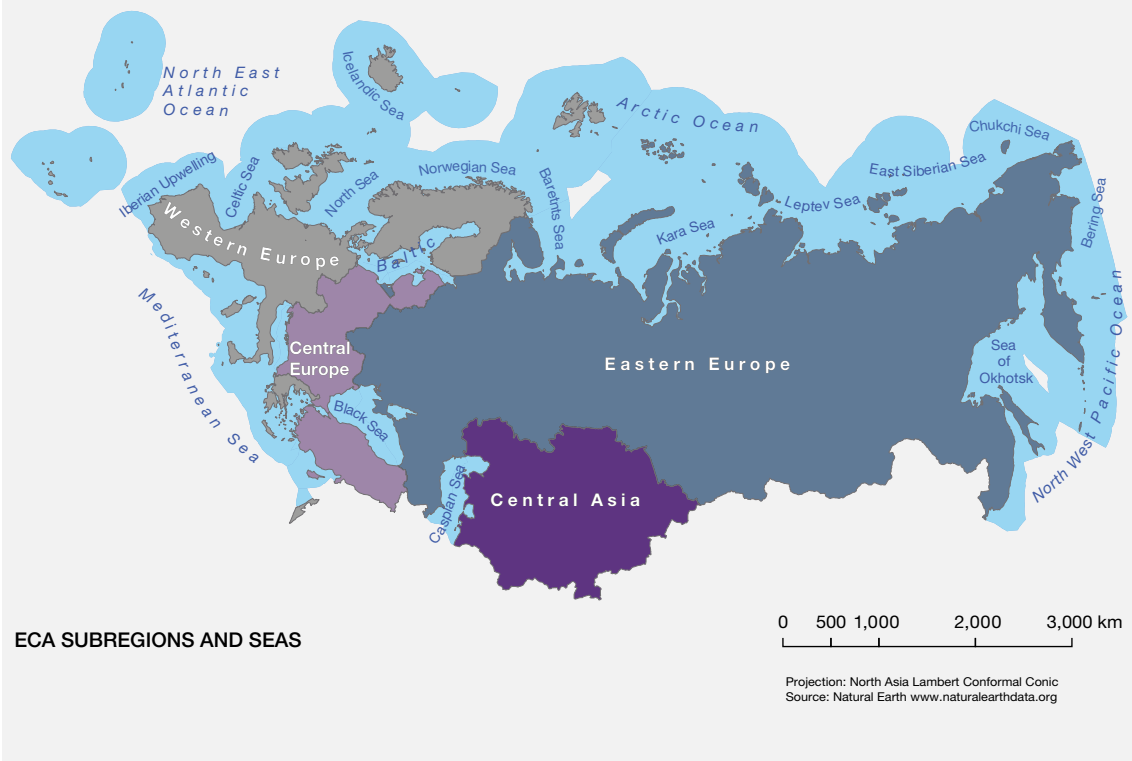 North East
Atlantic
Ocean
Icelandic Sea
Arctic Ocean
Chukchi Sea
Iberian Upwelling
Celtic Sea
North Sea
Norwegian Sea
Baretnts Sea
Kara Sea
Leptev Sea
East Siberian Sea
Bering Sea
Western Europe
Baltic
Mediterranean Sea
Central
Europe
Eastern Europe
Sea
of
Okhotsk
Black Sea
Caspian Sea
Central Asia
North West Pacific Ocean
ECA SUBREGIONS AND SEAS
0 500 1,000 2,000 3,000 km
Projection: North Asia Lambert Conformal Conic
Source: Natural Earth www.naturalearthdata.org